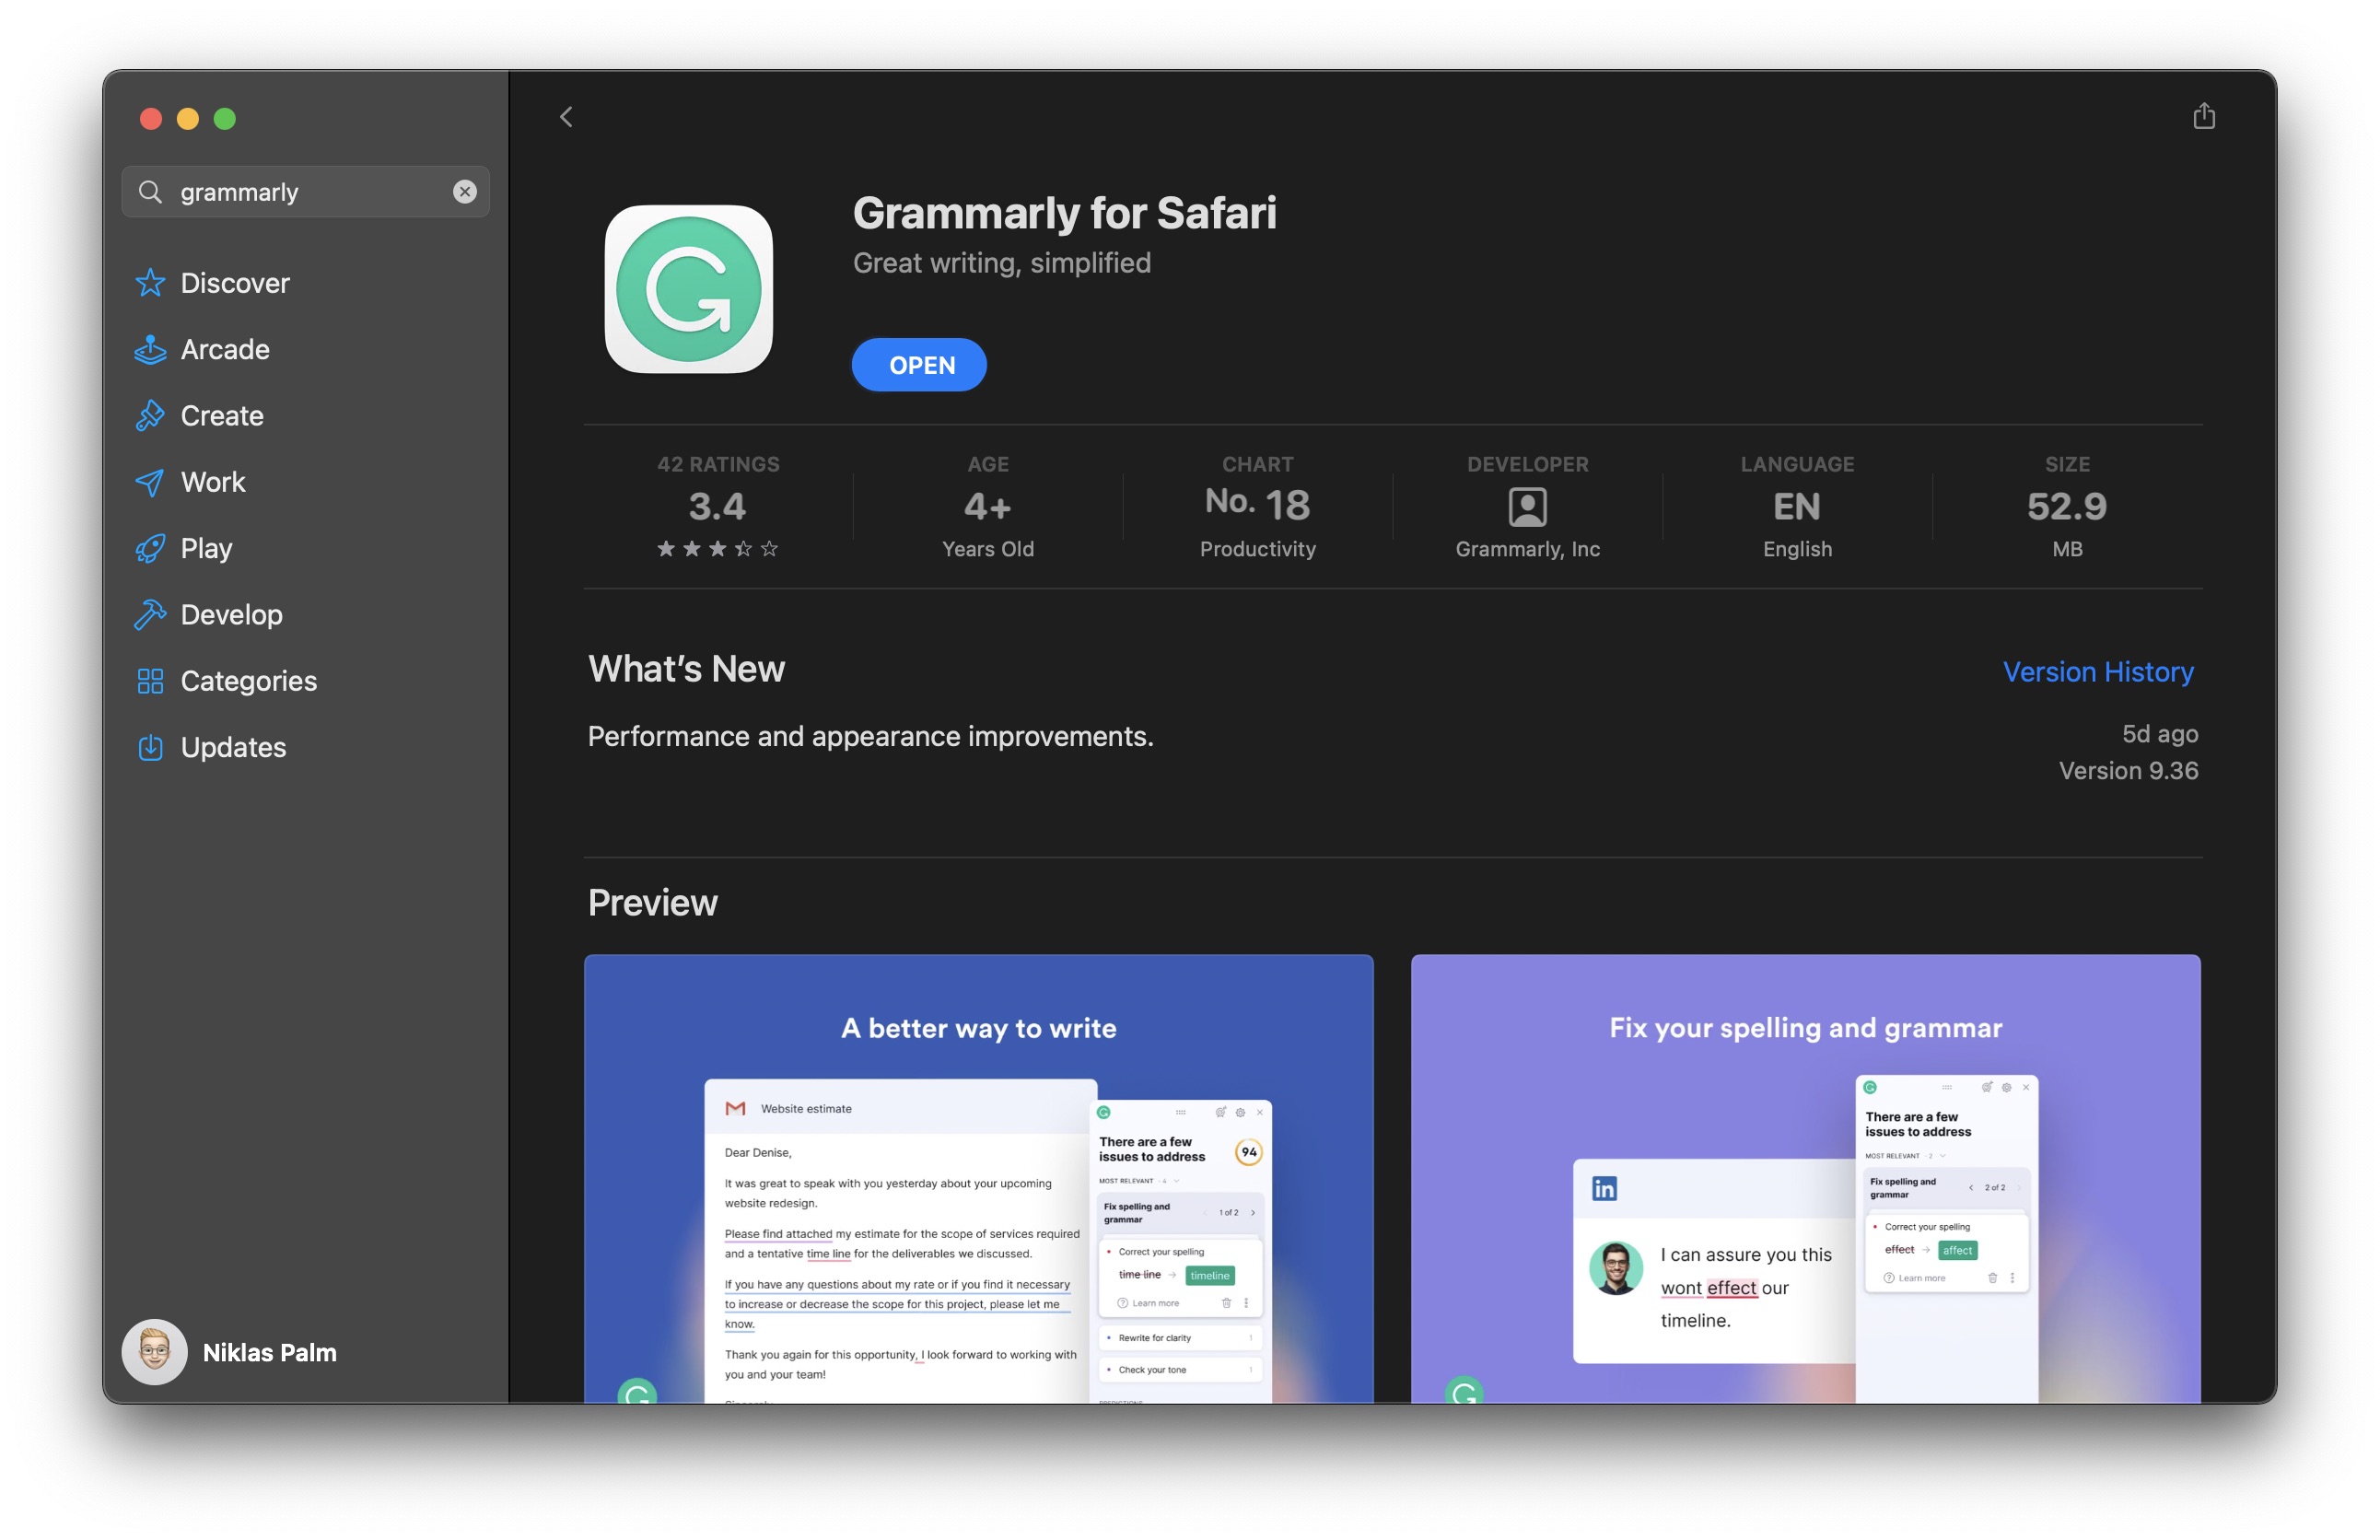 grammarly
Discover
Arcade
Create
Work
Play
Develop
Categories
Updates
Niklas Palm
Grammarly for Safari
Great writing, simplified
OPEN
42 RATINGS
3.4
AGE
4+
Years Old
CHART
No. 18
Productivity
DEVELOPER
Grammarly, Inc
LANGUAGE
EN
English
SIZE
52.9
MB
What's New
Version History
Performance and appearance improvements.
5d ago
Version 9.36
Preview
A better way to write
Website estimate
Dear Denise,
It was great to speak with you yesterday about your upcoming
website redesign.
Please find attached my estimate for the scope of services required
and a tentative time line for the deliverables we discussed.
If you have any questions about my rate or if you find it necessary
to increase or decrease the scope for this project, please let me
know.
Thank you again for this opportunity, I look forward to working with
you and your team!
There are a few
issues to address
94
MOST RELEVANT · 4
Fix spelling and
grammar
1 of 2
Correct your spelling
time line → timeline
Learn more
Rewrite for clarity 1
Check your tone 1
Fix your spelling and grammar
in
I can assure you this
wont effect our
timeline.
There are a few
issues to address
MOST RELEVANT · 2
Fix spelling and
grammar
2 of 2
Correct your spelling
effect → affect
Learn more